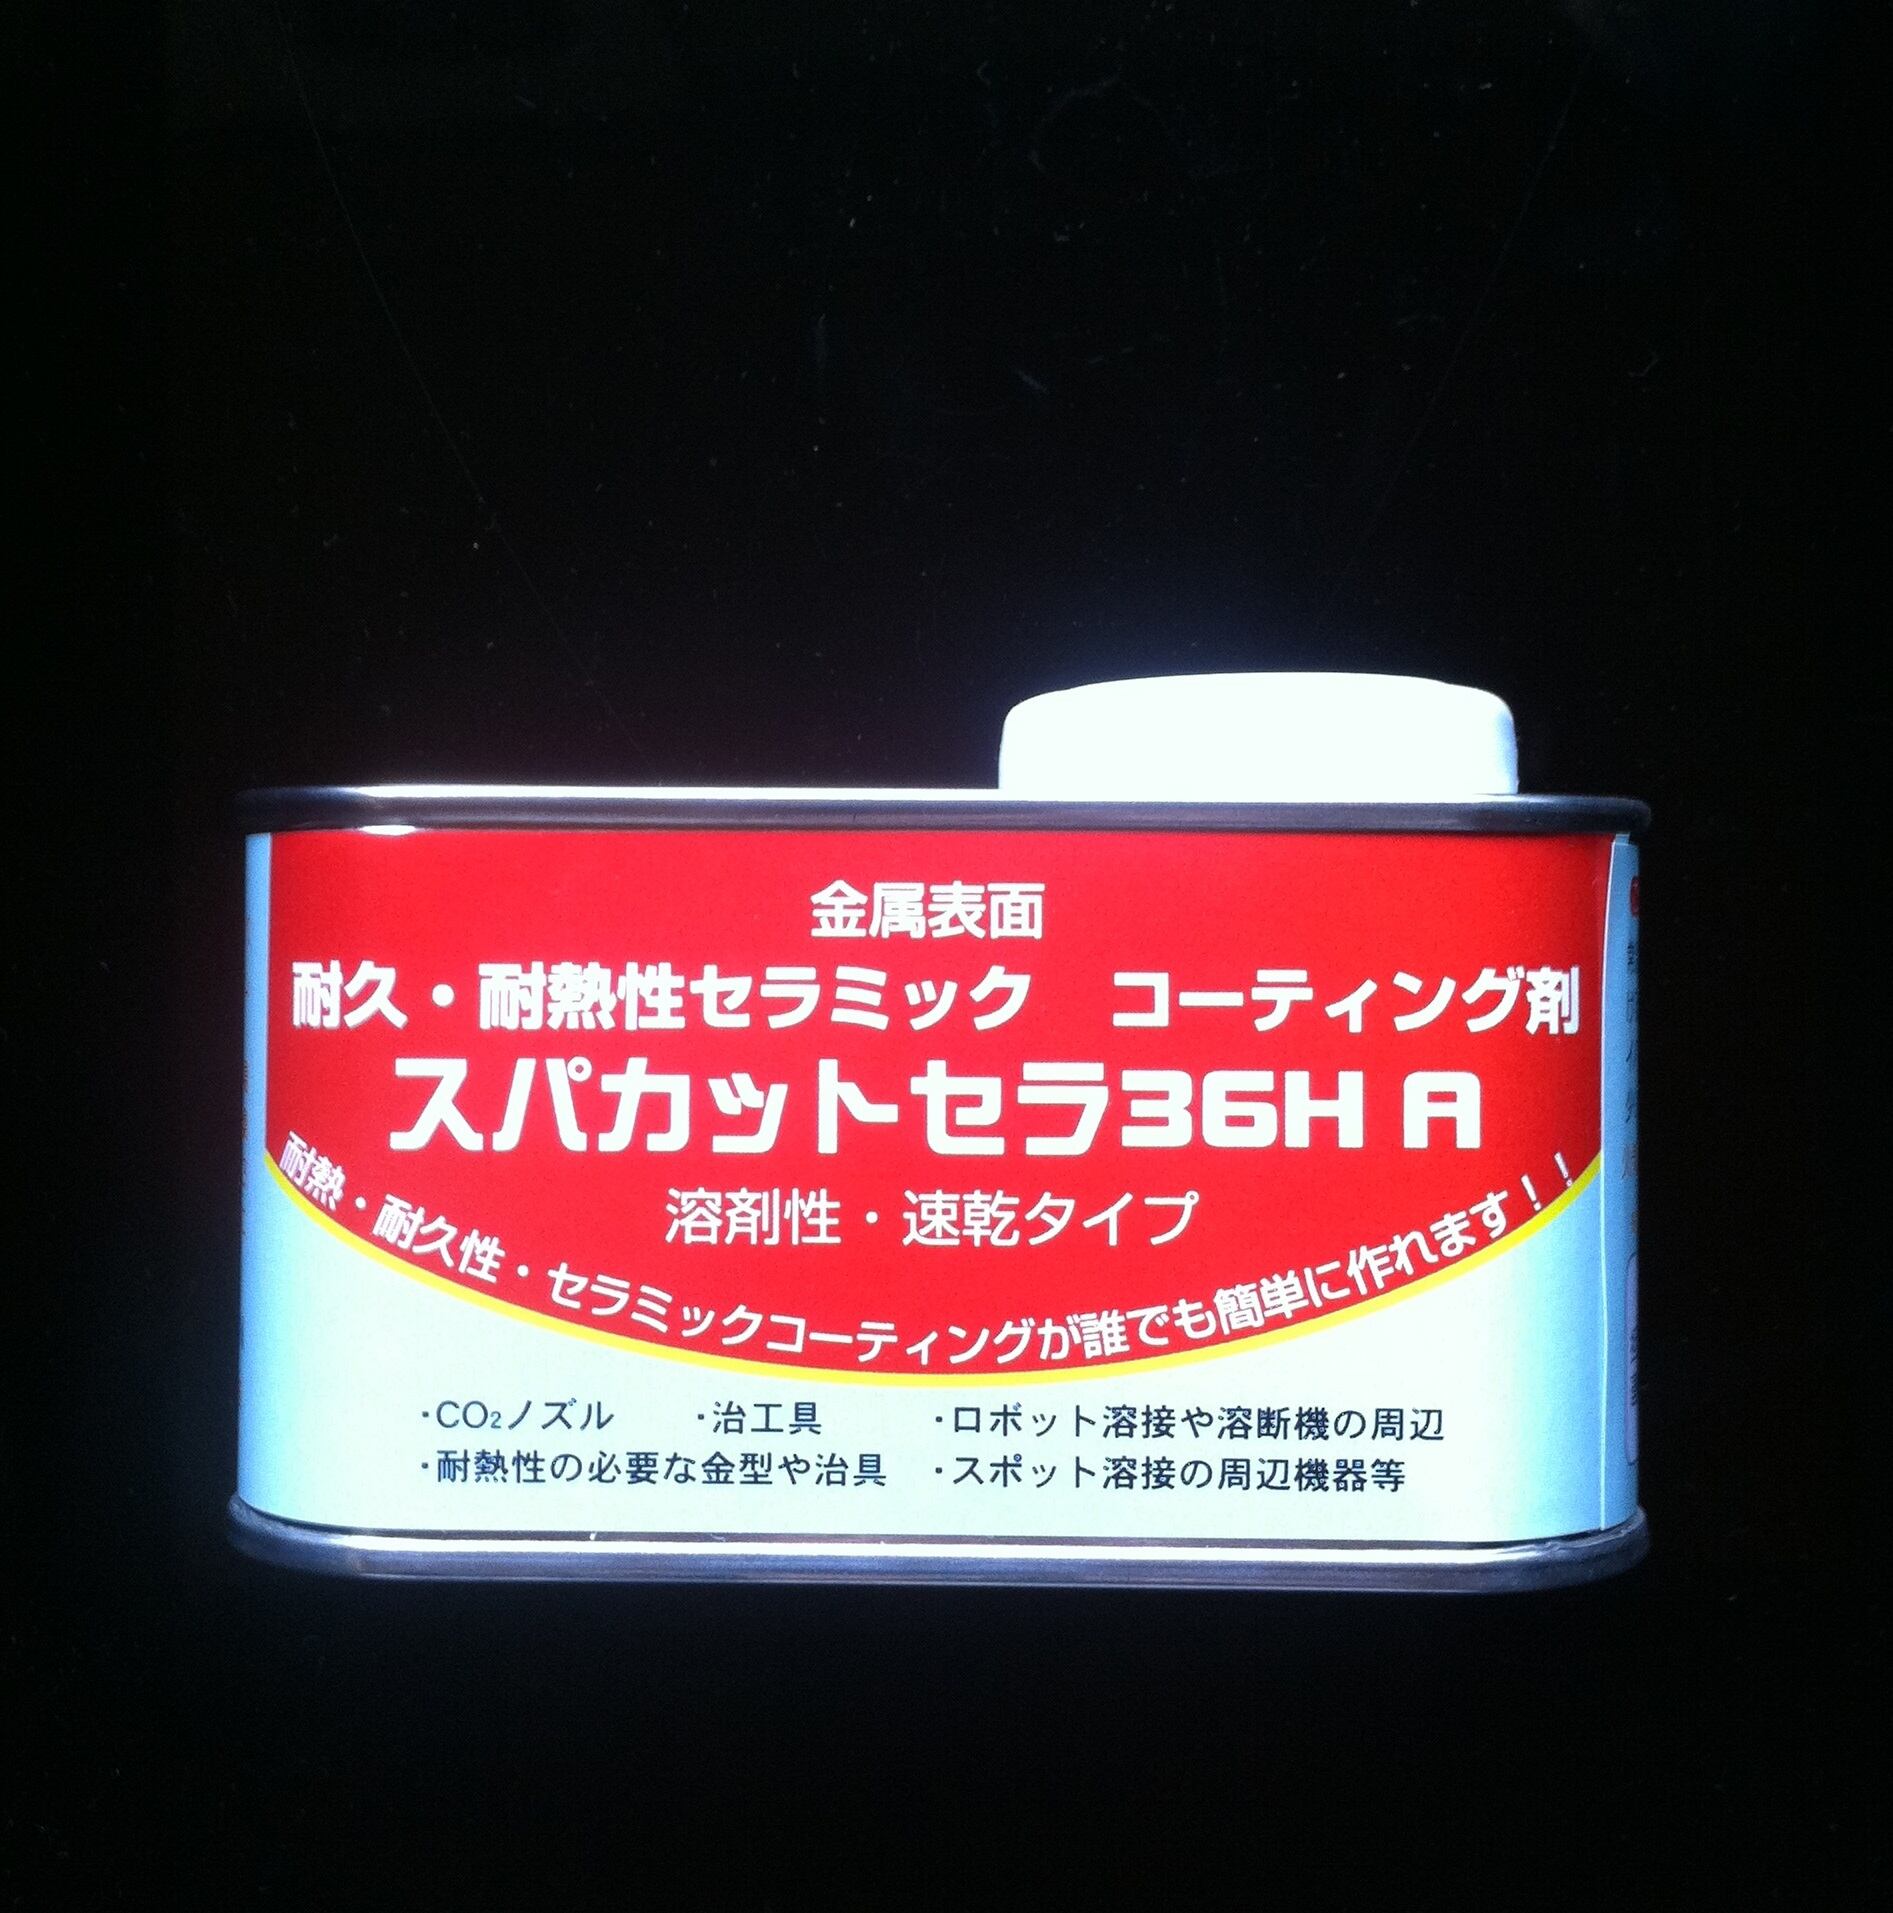 金属表面
耐久・耐熱性セラミック　コーティング剤
スパカットセラ36H A
溶剤性・速乾タイプ
耐熱・耐久性・セラミックコーティングが誰でも簡単に作れます！！
・CO₂ノズル　・治工具　・ロボット溶接や溶断機の周辺
・耐熱性の必要な金型や治具　・スポット溶接の周辺機器等